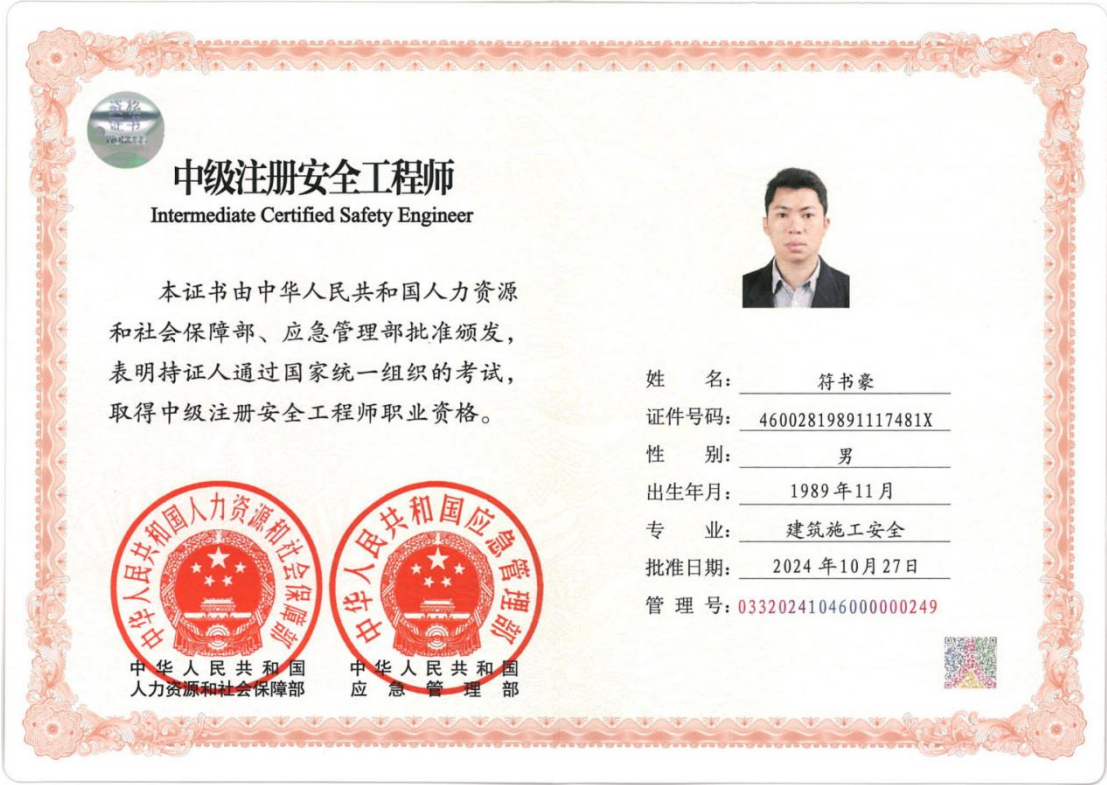 资格
证书
中级注册安全工程师
Intermediate Certified Safety Engineer
本证书由中华人民共和国人力资源
和社会保障部、应急管理部批准颁发，
表明持证人通过国家统一组织的考试，
取得中级注册安全工程师职业资格。
中华人民共和国人力资源和社会保障部
中华人民共和国应急管理部
中华人民共和国
人力资源和社会保障部
中华人民共和国
应急管理部
姓名：符书豪
证件号码：46002819891117481X
性别：男
出生年月：1989年11月
专业：建筑施工安全
批准日期：2024年10月27日
管理号：03320241046000000249